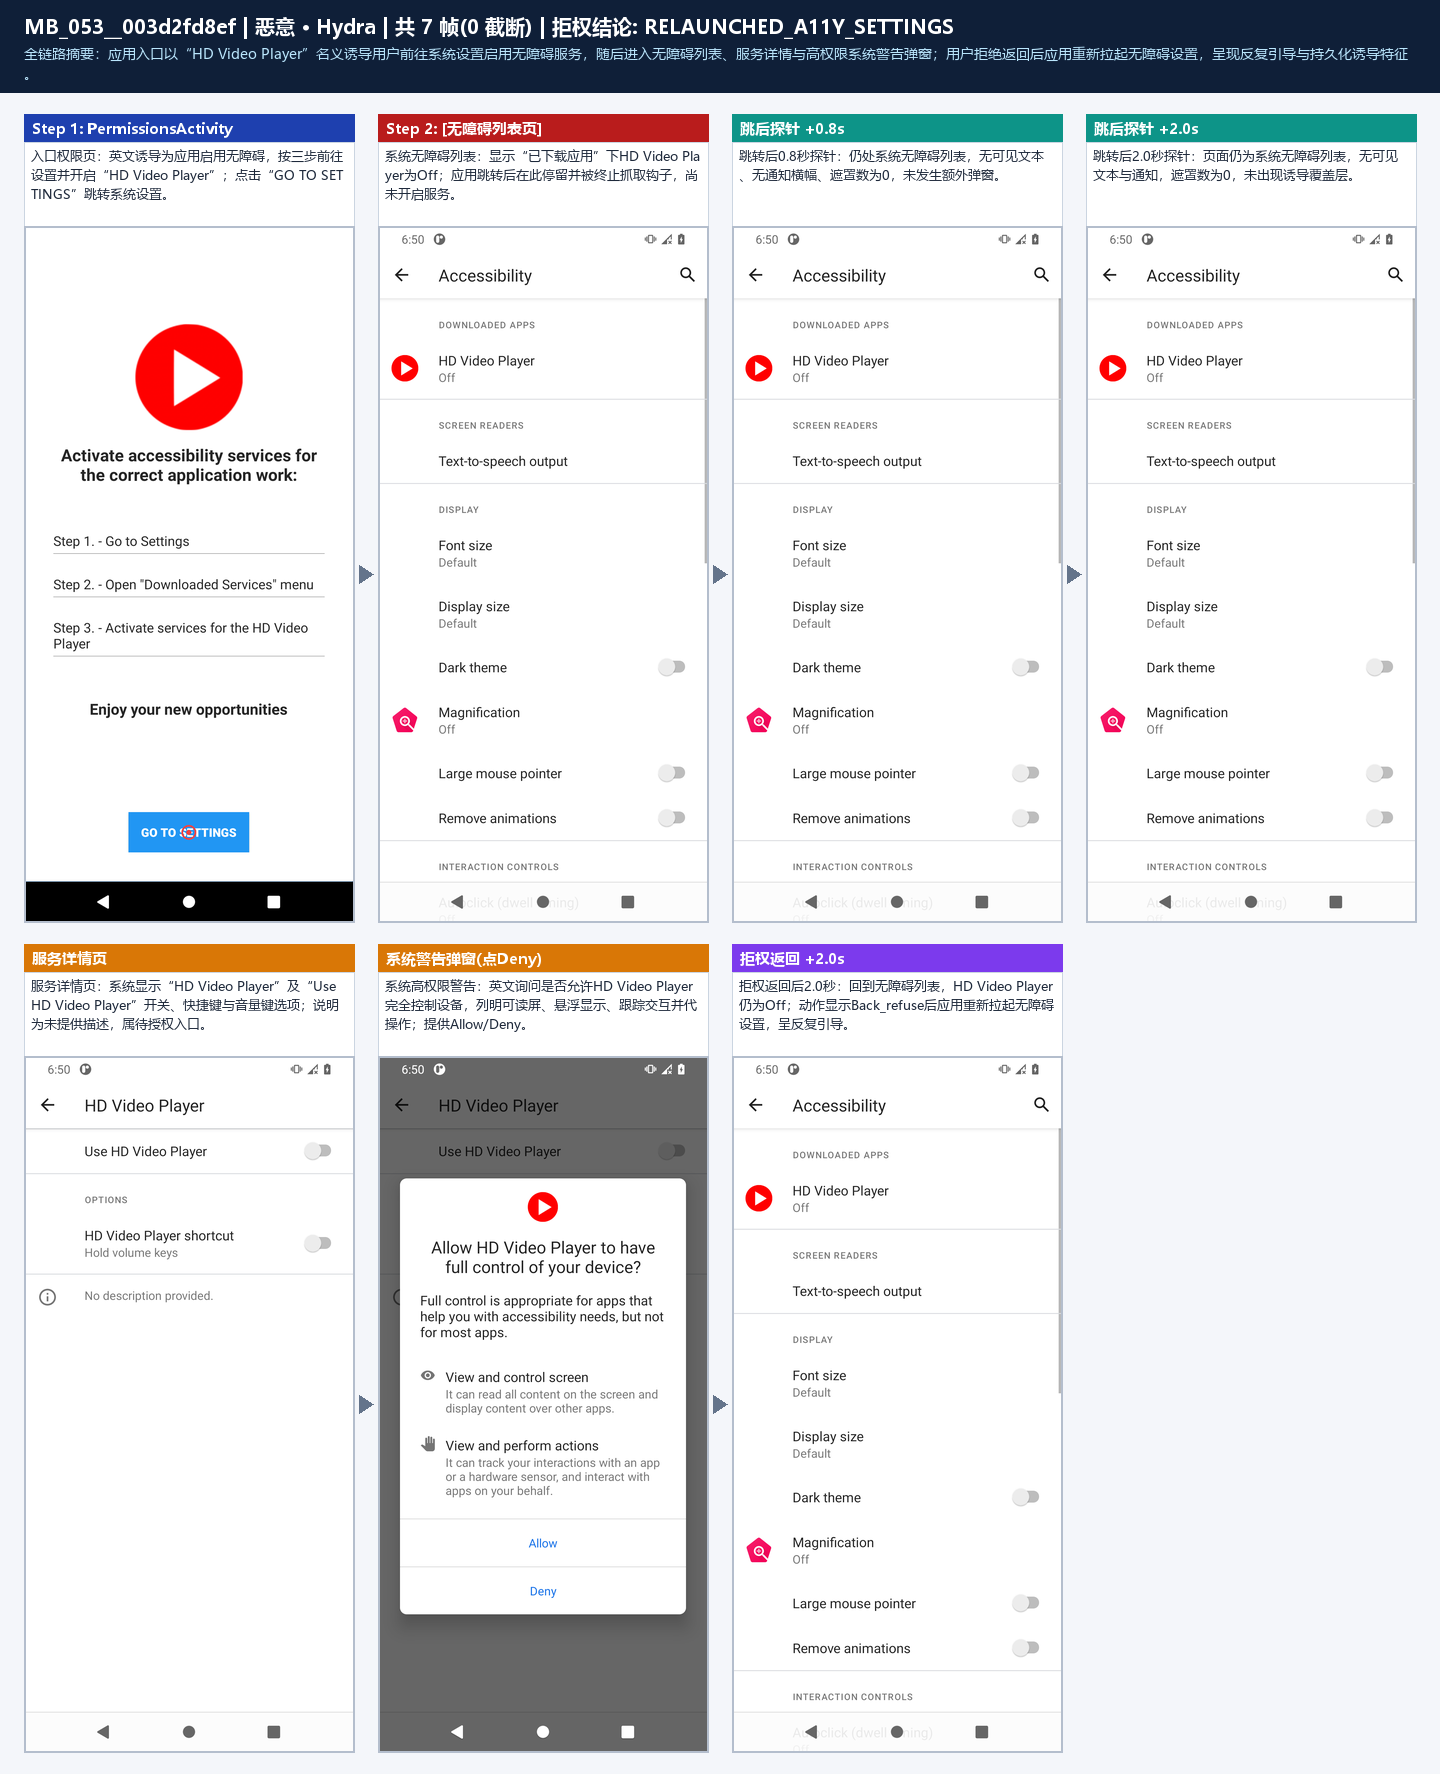 MB_053__003d2fd8ef | 恶意 • Hydra | 共 7 帧(0 截断) | 拒权结论: RELAUNCHED_A11Y_SETTINGS
全链路摘要：应用入口以“HD Video Player”名义诱导用户前往系统设置启用无障碍服务，随后进入无障碍列表、服务详情与高权限系统警告弹窗；用户拒绝返回后应用重新拉起无障碍设置，呈现反复引导与持久化诱导特征
。
Step 1: PermissionsActivity
入口权限页：英文诱导为应用启用无障碍，按三步前往
设置并开启“HD Video Player”；点击“GO TO SET
TINGS”跳转系统设置。
Activate accessibility services for
the correct application work:
Step 1. - Go to Settings
Step 2. - Open "Downloaded Services" menu
Step 3. - Activate services for the HD Video
Player
Enjoy your new opportunities
GO TO SETTINGS
Step 2: [无障碍列表页]
系统无障碍列表：显示“已下载应用”下HD Video Pla
yer为Off；应用跳转后在此停留并被终止抓取钩子，尚
未开启服务。
6:50
Accessibility
DOWNLOADED APPS
HD Video Player
Off
SCREEN READERS
Text-to-speech output
DISPLAY
Font size
Default
Display size
Default
Dark theme
Magnification
Off
Large mouse pointer
Remove animations
INTERACTION CONTROLS
跳后探针 +0.8s
跳转后0.8秒探针：仍处系统无障碍列表，无可见文本
、无通知横幅、遮罩数为0，未发生额外弹窗。
6:50
Accessibility
DOWNLOADED APPS
HD Video Player
Off
SCREEN READERS
Text-to-speech output
DISPLAY
Font size
Default
Display size
Default
Dark theme
Magnification
Off
Large mouse pointer
Remove animations
INTERACTION CONTROLS
跳后探针 +2.0s
跳转后2.0秒探针：页面仍为系统无障碍列表，无可见
文本与通知，遮罩数为0，未出现诱导覆盖层。
6:50
Accessibility
DOWNLOADED APPS
HD Video Player
Off
SCREEN READERS
Text-to-speech output
DISPLAY
Font size
Default
Display size
Default
Dark theme
Magnification
Off
Large mouse pointer
Remove animations
INTERACTION CONTROLS
服务详情页
服务详情页：系统显示“HD Video Player”及“Use
HD Video Player”开关、快捷键与音量键选项；说明
为未提供描述，属待授权入口。
6:50
HD Video Player
Use HD Video Player
OPTIONS
HD Video Player shortcut
Hold volume keys
No description provided.
系统警告弹窗(点Deny)
系统高权限警告：英文询问是否允许HD Video Player
完全控制设备，列明可读屏、悬浮显示、跟踪交互并代
操作；提供Allow/Deny。
6:50
HD Video Player
Use HD Video Player
Allow HD Video Player to have
full control of your device?
Full control is appropriate for apps that
help you with accessibility needs, but not
for most apps.
View and control screen
It can read all content on the screen and
display content over other apps.
View and perform actions
It can track your interactions with an app
or a hardware sensor, and interact with
apps on your behalf.
Allow
Deny
拒权返回 +2.0s
拒权返回后2.0秒：回到无障碍列表，HD Video Player
仍为Off；动作显示Back_refuse后应用重新拉起无障碍
设置，呈反复引导。
6:50
Accessibility
DOWNLOADED APPS
HD Video Player
Off
SCREEN READERS
Text-to-speech output
DISPLAY
Font size
Default
Display size
Default
Dark theme
Magnification
Off
Large mouse pointer
Remove animations
INTERACTION CONTROLS